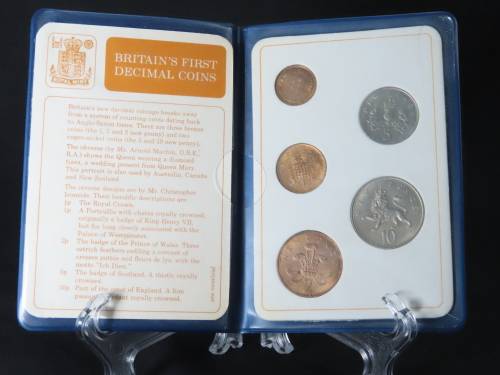 ROYAL MINT
BRITAIN'S FIRST
DECIMAL COINS
Britain's new decimal coinage breaks away
from a system of counting coins dating back
to Anglo-Saxon times. There are three bronze
coins (the ½, 1 and 2 new pence) and two
cupro-nickel coins (the 5 and 10 new pence).
The obverse (by Mr. Arnold Machin, O.B.E.,
R.A.) shows the Queen wearing a diamond
tiara, a wedding present from Queen Mary.
This portrait is also used by Australia, Canada
and New Zealand.
The reverse designs are by Mr. Christopher
Ironside. Their heraldic descriptions are
½p The Royal Crown.
1p A Portcullis with chains royally crowned,
originally a badge of King Henry VII,
but for long closely associated with the
Palace of Westminster.
2p The badge of the Prince of Wales. Three
ostrich feathers enfiling a coronet of
crosses pattée and fleurs de lys, with the
motto "Ich Dien."
5p The badge of Scotland. A thistle royally
crowned.
10p Part of the crest of England. A lion
passant guardant royally crowned.
10